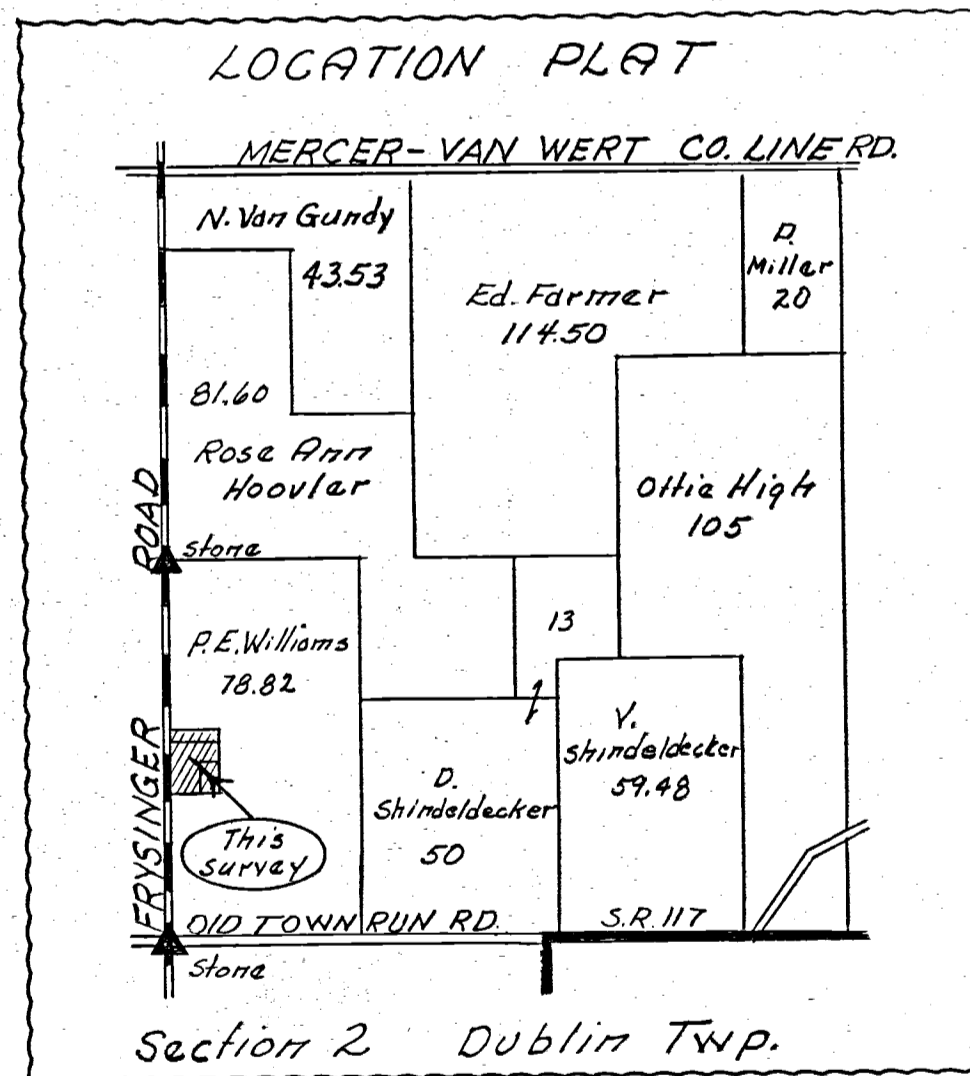 LOCATION PLAT
MERCER-VAN WERT CO. LINE RD.
N. Van Gundy
43.53
Ed. Farmer
114.50
D.
Miller
20
81.60
Rose Ann
Hoovler
Ottie High
105
stone
13
P.E. Williams
78.82
V.
Shindeldecker
59.48
D.
Shindeldecker
50
This
survey
FRYSINGER ROAD
OLD TOWN RUN RD.
S.R. 117
Stone
Section 2 Dublin Twp.